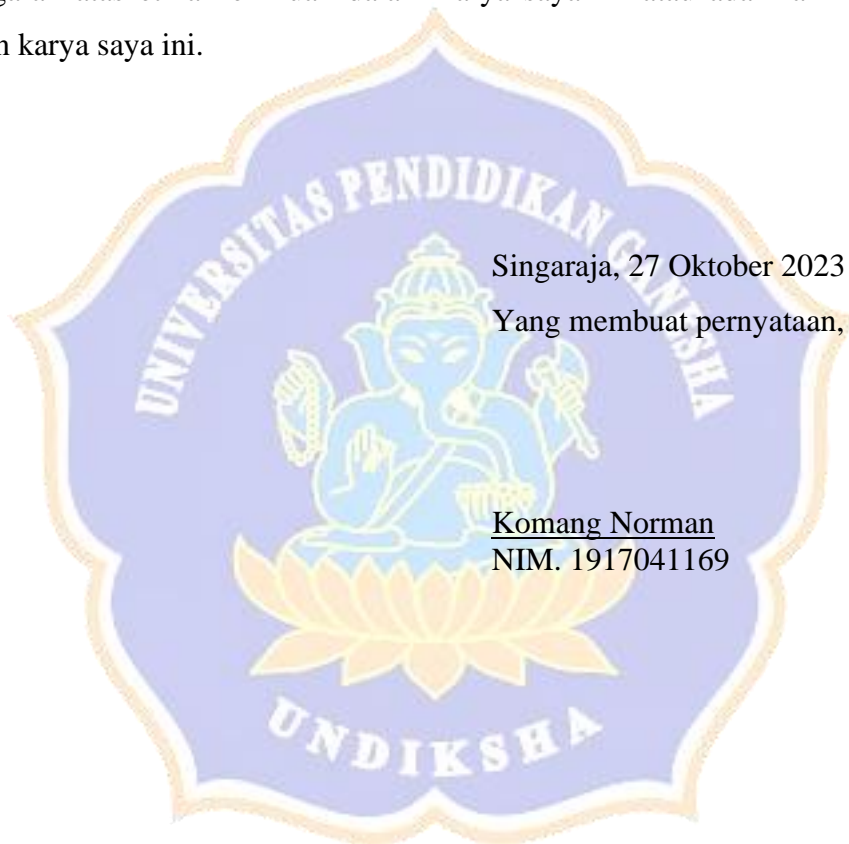 karya saya ini.
UNIVERSITAS PENDIDIKAN GANESHA
Singaraja, 27 Oktober 2023
Yang membuat pernyataan,
Komang Norman
NIM. 1917041169
UNDIKSHA